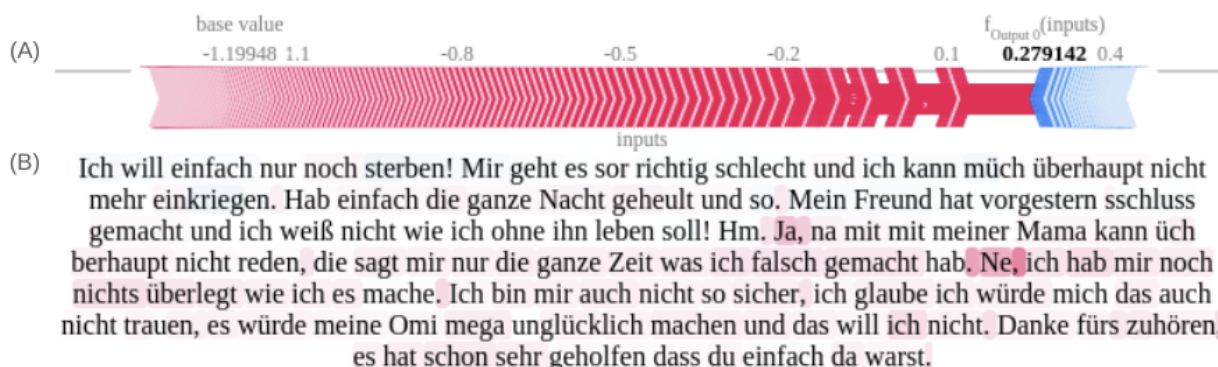 base value
f Output 0 (inputs)
(A)
-1.19948 1.1 -0.8 -0.5 -0.2 0.1 0.279142 0.4
inputs
(B)
Ich will einfach nur noch sterben! Mir geht es sor richtig schlecht und ich kann müch überhaupt nicht
mehr einkriegen. Hab einfach die ganze Nacht geheult und so. Mein Freund hat vorgestern sschluss
gemacht und ich weiß nicht wie ich ohne ihn leben soll! Hm. Ja, na mit mit meiner Mama kann üch
berhaupt nicht reden, die sagt mir nur die ganze Zeit was ich falsch gemacht hab. Ne, ich hab mir noch
nichts überlegt wie ich es mache. Ich bin mir auch nicht so sicher, ich glaube ich würde mich das auch
nicht trauen, es würde meine Omi mega unglücklich machen und das will ich nicht. Danke fürs zuhören,
es hat schon sehr geholfen dass du einfach da warst.